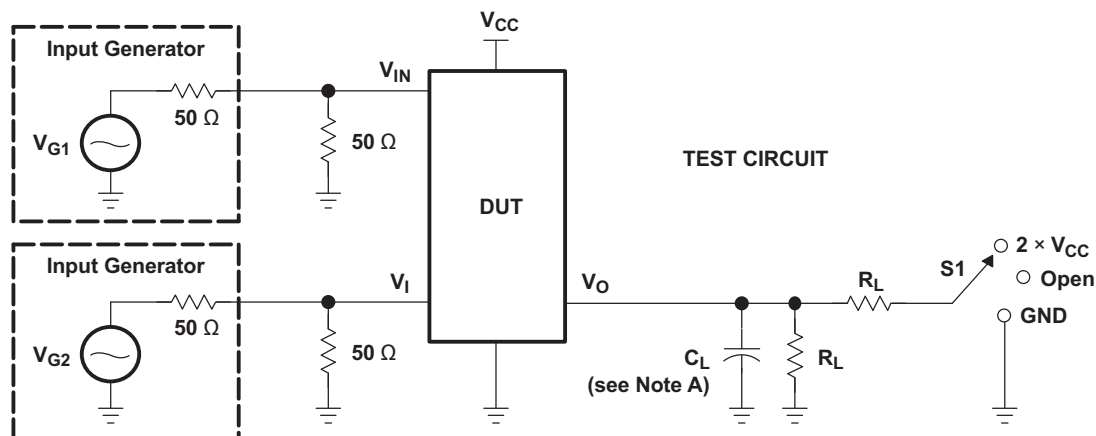 Input Generator
50 Ω
V_G1
V_IN
50 Ω
V_CC
DUT
TEST CIRCUIT
Input Generator
50 Ω
V_G2
V_I
50 Ω
V_O
C_L
(see Note A)
R_L
R_L
S1
2 × V_CC
Open
GND